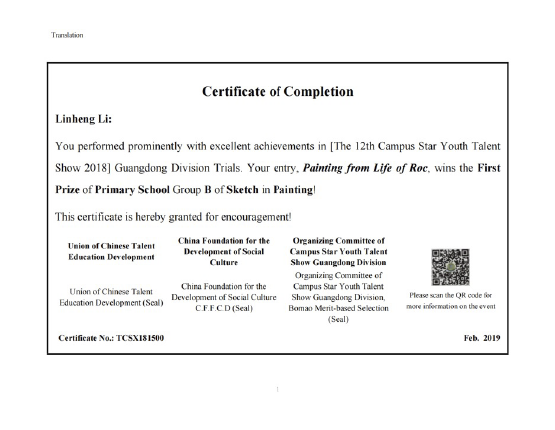 Translation
Certificate of Completion
Linheng Li:
You performed prominently with excellent achievements in [The 12th Campus Star Youth Talent
Show 2018] Guangdong Division Trials. Your entry, Painting from Life of Roc, wins the First
Prize of Primary School Group B of Sketch in Painting!
This certificate is hereby granted for encouragement!
Union of Chinese Talent
Education Development
Union of Chinese Talent
Education Development (Seal)
China Foundation for the
Development of Social
Culture
China Foundation for the
Development of Social Culture
C.F.F.C.D (Seal)
Organizing Committee of
Campus Star Youth Talent
Show Guangdong Division
Organizing Committee of
Campus Star Youth Talent
Show Guangdong Division,
Bomao Merit-based Selection
(Seal)
Please scan the QR code for
more information on the event
Certificate No.: TCSX181500
Feb. 2019
1